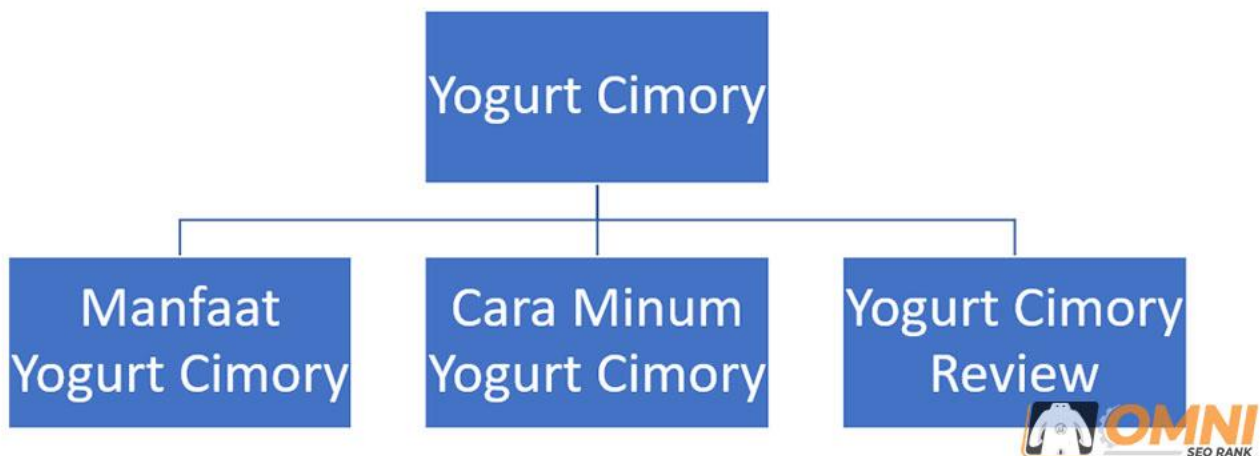 Yogurt Cimory
Manfaat
Yogurt Cimory
Cara Minum
Yogurt Cimory
Yogurt Cimory
Review
OMNI
SEO RANK